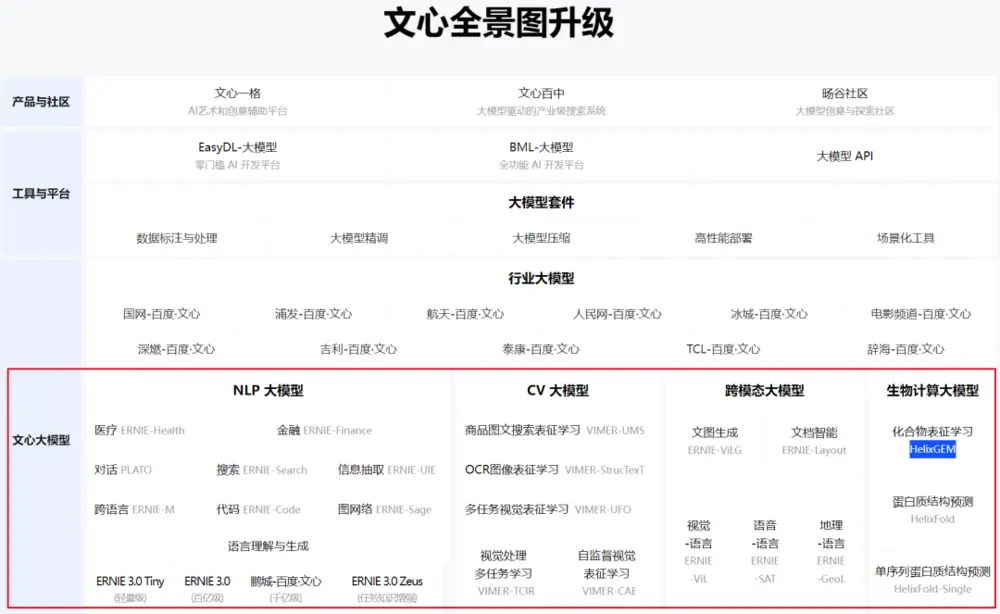 文心全景图升级
产品与社区
文心一格
AI艺术和创意辅助平台
文心百中
大模型驱动的产业级搜索系统
旸谷社区
大模型创意与探索社区
工具与平台
EasyDL-大模型
零门槛 AI 开发平台
BML-大模型
全功能 AI 开发平台
大模型 API
大模型套件
数据标注与处理 大模型精调 大模型压缩 高性能部署 场景化工具
文心大模型
行业大模型
国网-百度·文心 浦发-百度·文心 航天-百度·文心 人民网-百度·文心 冰城-百度·文心 电影频道-百度·文心
深燃-百度·文心 吉利-百度·文心 泰康-百度·文心 TCL-百度·文心 辞海-百度·文心
NLP 大模型
医疗 ERNIE-Health 金融 ERNIE-Finance
对话 PLATO 搜索 ERNIE-Search 信息抽取 ERNIE-UIE
跨语言 ERNIE-M 代码 ERNIE-Code 图网络 ERNIE-Sage
语言理解与生成
ERNIE 3.0 Tiny
(轻量级)
ERNIE 3.0
(百亿级)
鹏城-百度·文心
(千亿级)
ERNIE 3.0 Zeus
(任务知识增强)
CV 大模型
商品图文搜索表征学习 VIMER-UMS
OCR图像表征学习 VIMER-StrucTexT
多任务视觉表征学习 VIMER-UFO
视觉处理
多任务学习
VIMER-TCIR
自监督视觉
表征学习
VIMER-CAE
跨模态大模型
文图生成
ERNIE-ViLG
文档智能
ERNIE-Layout
视觉
-语言
ERNIE
-ViL
语音
-语言
ERNIE
-SAT
地理
-语言
ERNIE
-GeoL
生物计算大模型
化合物表征学习
HelixGEM
蛋白质结构预测
HelixFold
单序列蛋白质结构预测
HelixFold-Single